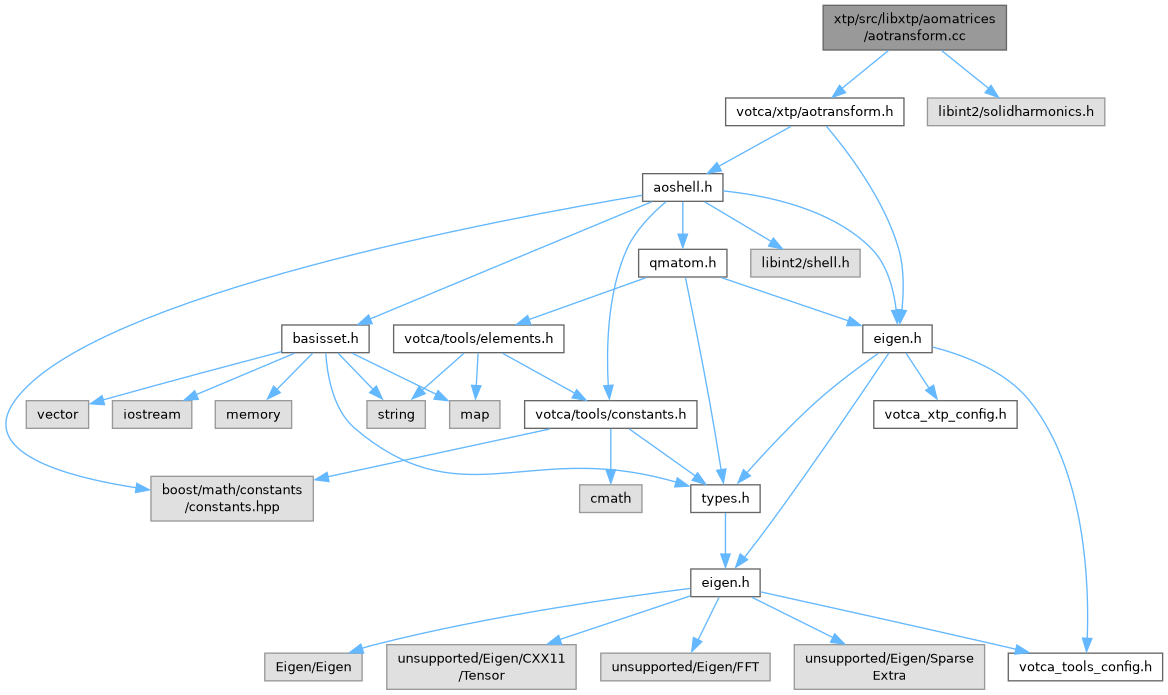 xtp/src/libxtp/aomatrices
/aotransform.cc
votca/xtp/aotransform.h
libint2/solidharmonics.h
aoshell.h
qmatom.h
libint2/shell.h
basisset.h
votca/tools/elements.h
eigen.h
vector
iostream
memory
string
map
votca/tools/constants.h
votca_xtp_config.h
boost/math/constants
/constants.hpp
cmath
types.h
eigen.h
Eigen/Eigen
unsupported/Eigen/CXX11
/Tensor
unsupported/Eigen/FFT
unsupported/Eigen/Sparse
Extra
votca_tools_config.h